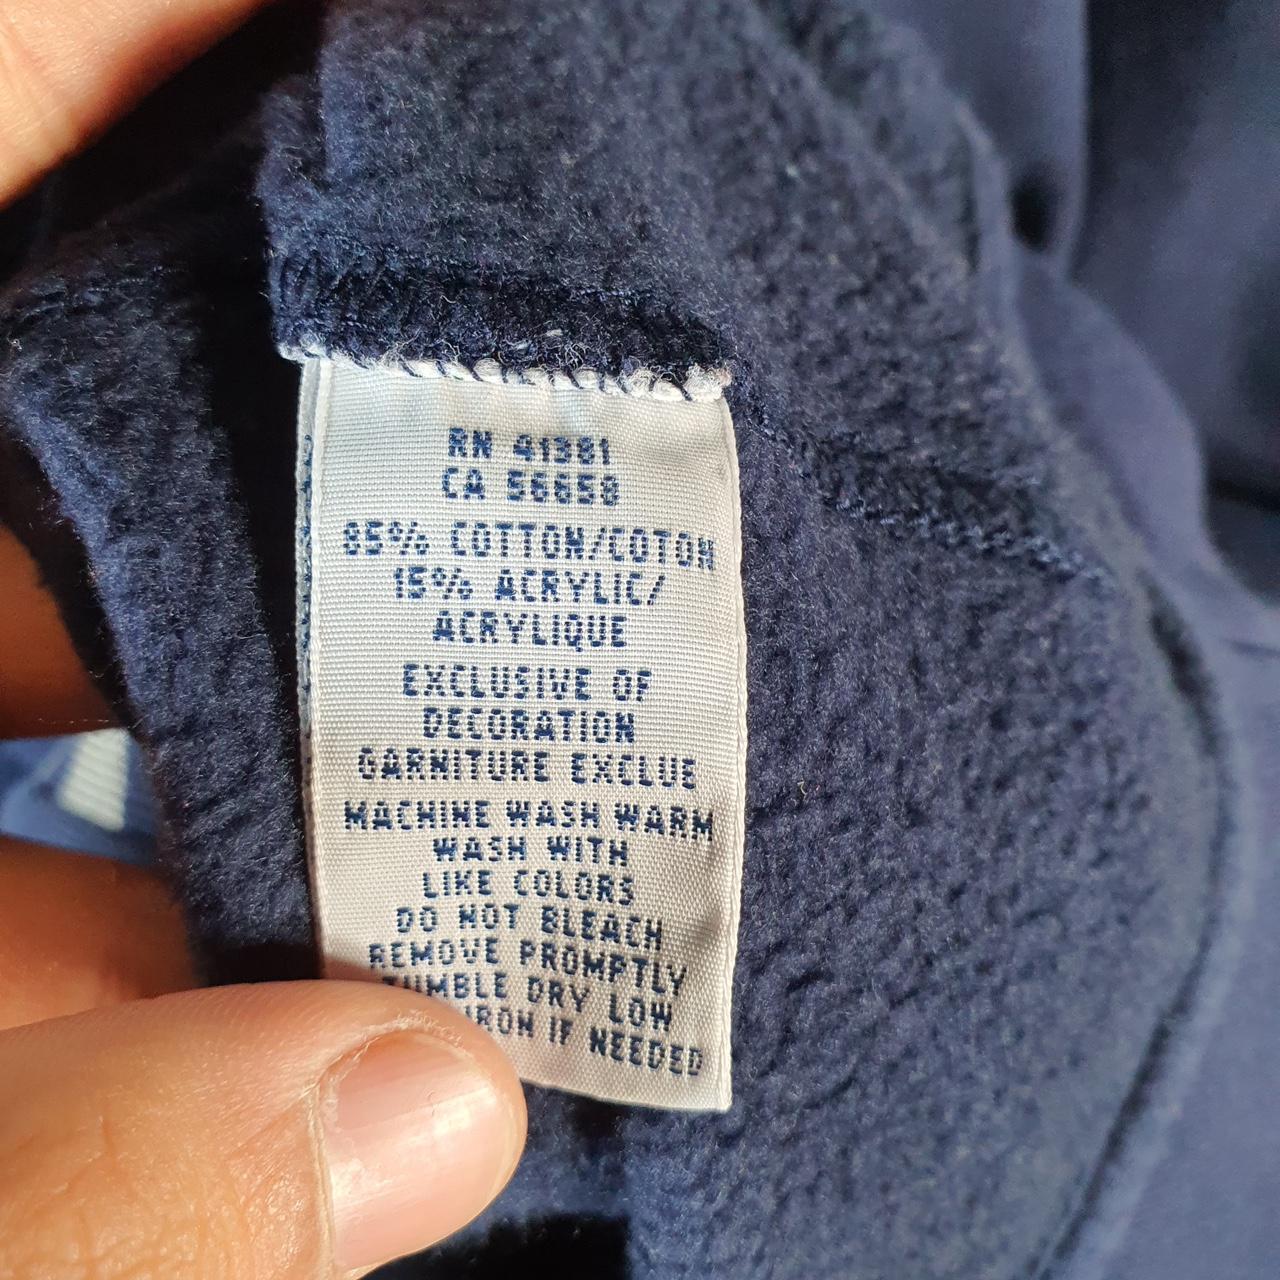 RN 41381
CA 56658
85% COTTON/COTON
15% ACRYLIC/
ACRYLIQUE
EXCLUSIVE OF
DECORATION
GARNITURE EXCLUE
MACHINE WASH WARM
WASH WITH
LIKE COLORS
DO NOT BLEACH
REMOVE PROMPTLY
TUMBLE DRY LOW
IRON IF NEEDED